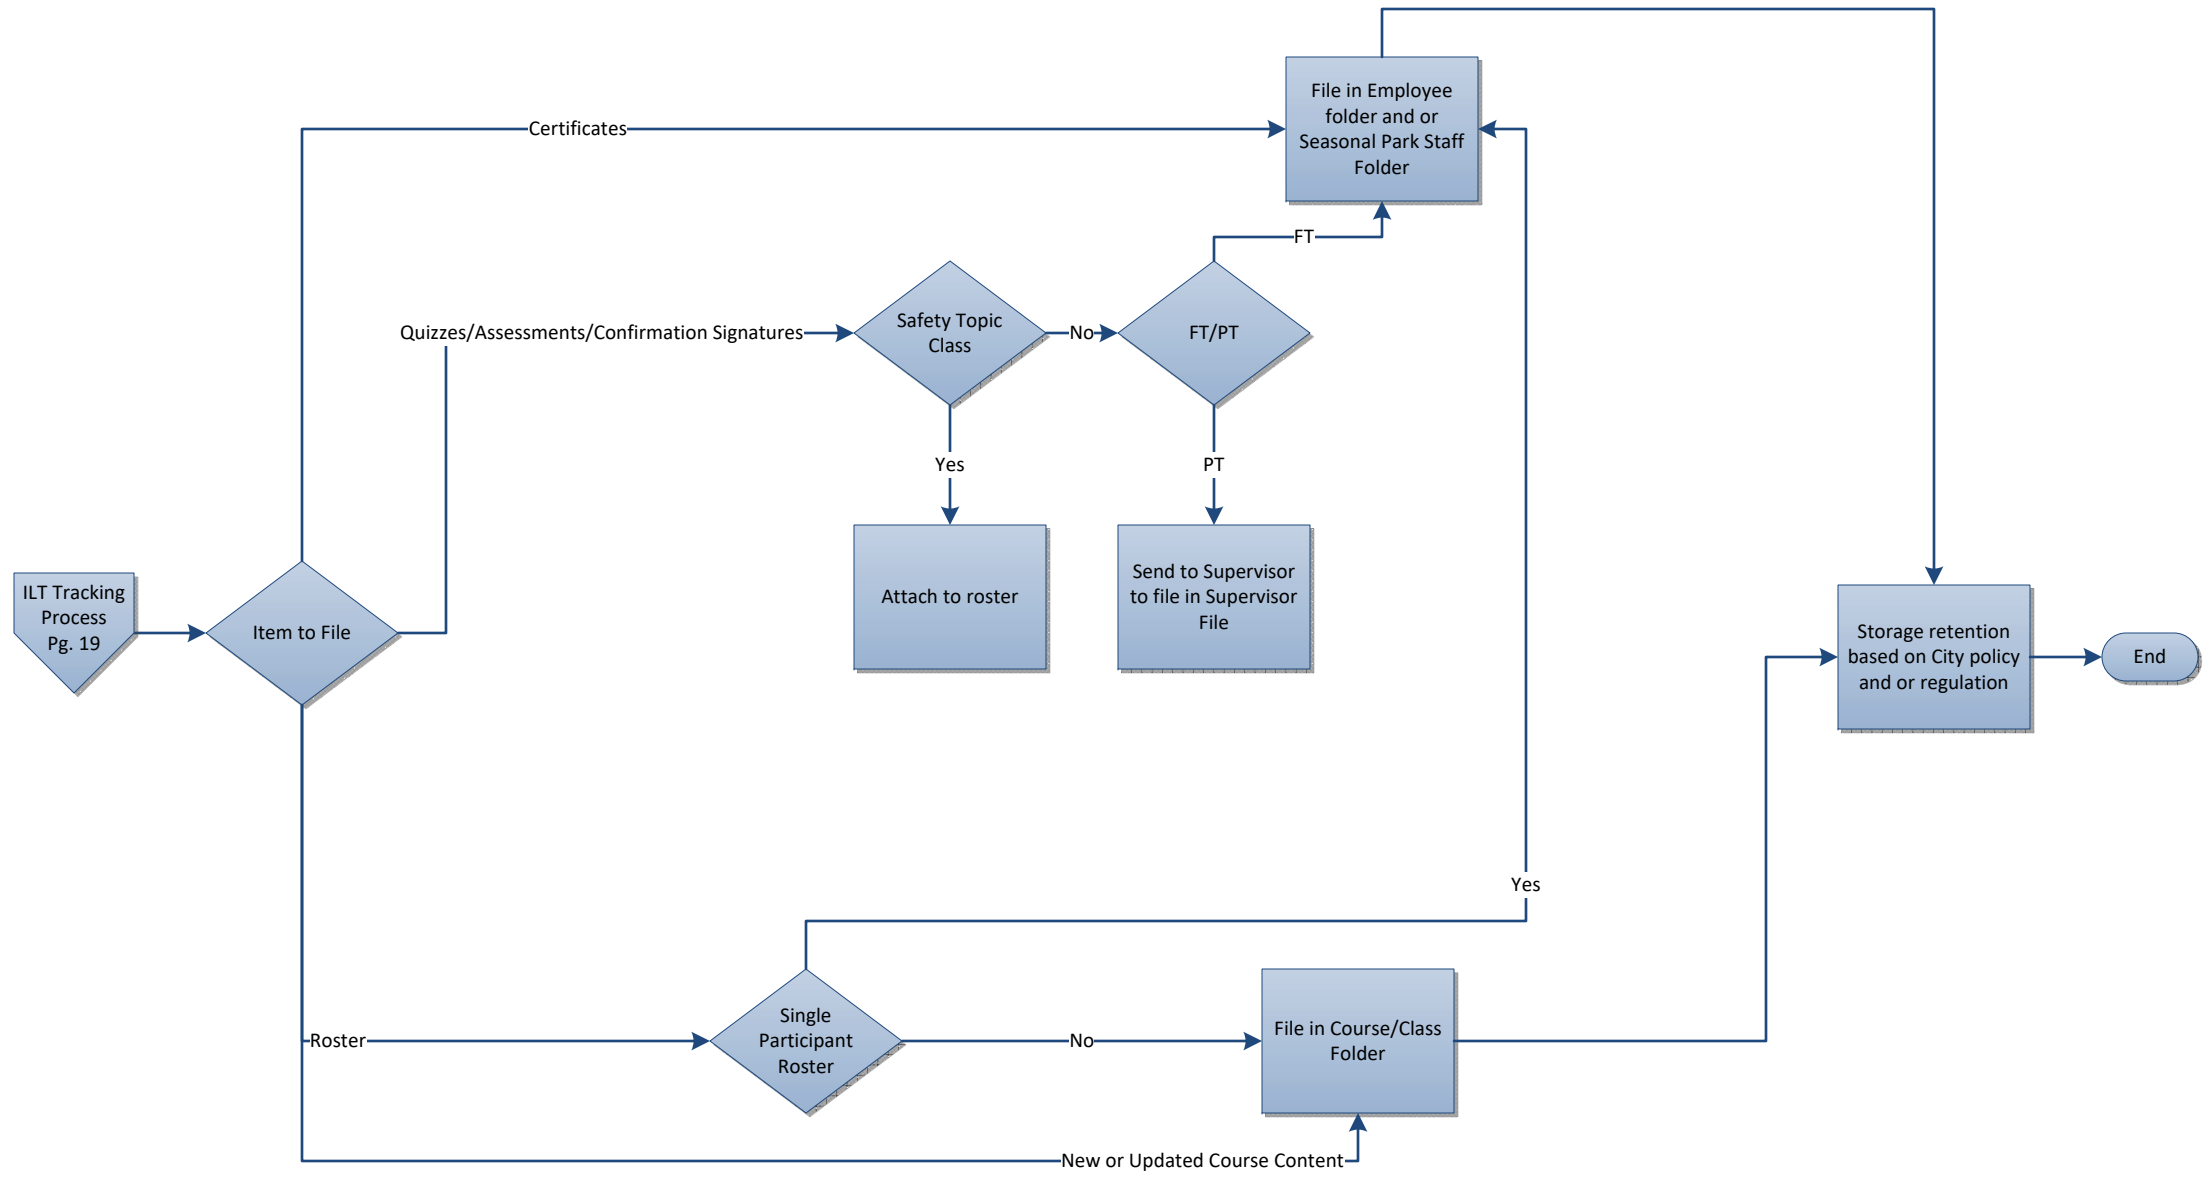 File in Employee
folder and or
Seasonal Park Staff
Folder
Certificates
FT
Quizzes/Assessments/Confirmation Signatures
Safety Topic
Class
No
FT/PT
Yes
PT
ILT Tracking
Process
Pg. 19
Item to File
Attach to roster
Send to Supervisor
to file in Supervisor
File
Storage retention
based on City policy
and or regulation
End
Yes
Roster
Single
Participant
Roster
No
File in Course/Class
Folder
New or Updated Course Content